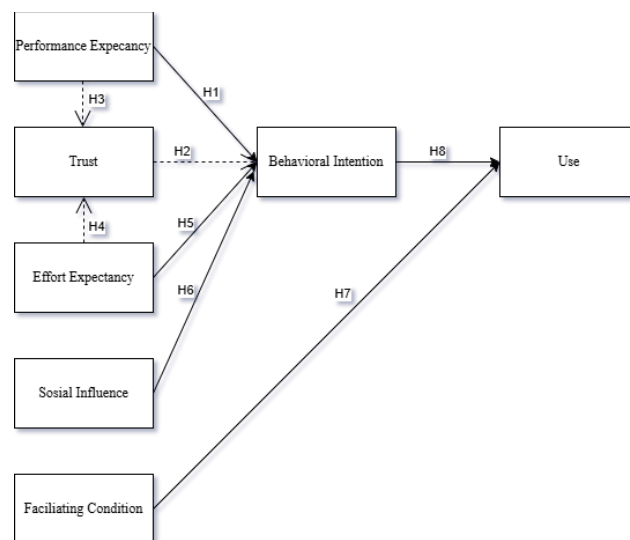 Performance Expecancy
H3
H1
Trust
H2
Behavioral Intention
H8
Use
H4
H5
Effort Expectancy
H6
H7
Sosial Influence
Faciliating Condition